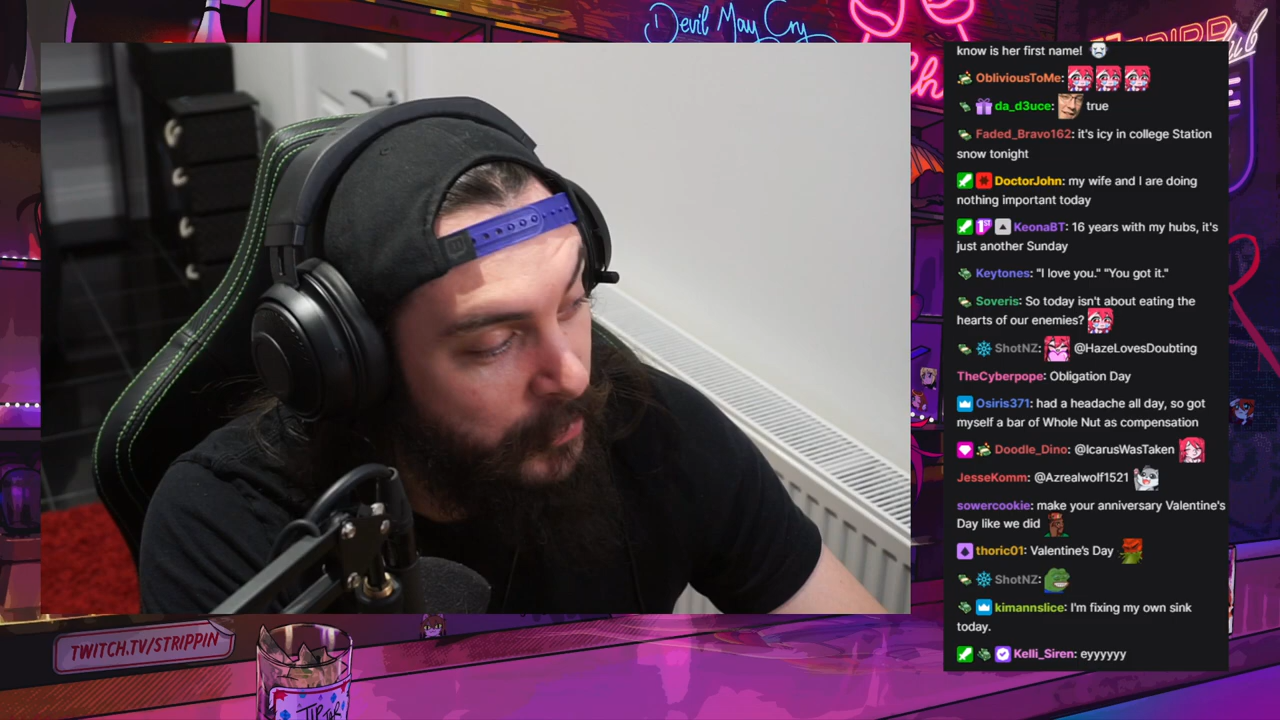 Devil May Cry
know is her first name!
ObliviousToMe:
da_d3uce: true
Faded_Bravo162: it's icy in college Station
snow tonight
DoctorJohn: my wife and I are doing
nothing important today
KeonaBT: 16 years with my hubs, it's
just another Sunday
Keytones: "I love you." "You got it."
Soveris: So today isn't about eating the
hearts of our enemies?
ShotNZ: @HazeLovesDoubting
TheCyberpope: Obligation Day
Osiris371: had a headache all day, so got
myself a bar of Whole Nut as compensation
Doodle_Dino: @IcarusWasTaken
JesseKomm: @Azrealwolf1521
sowercookie: make your anniversary Valentine's
Day like we did
thoric01: Valentine's Day
ShotNZ:
kimannslice: I'm fixing my own sink
today.
Kelli_Siren: eyyyyyy
TWITCH.TV/STRIPPIN
TIP